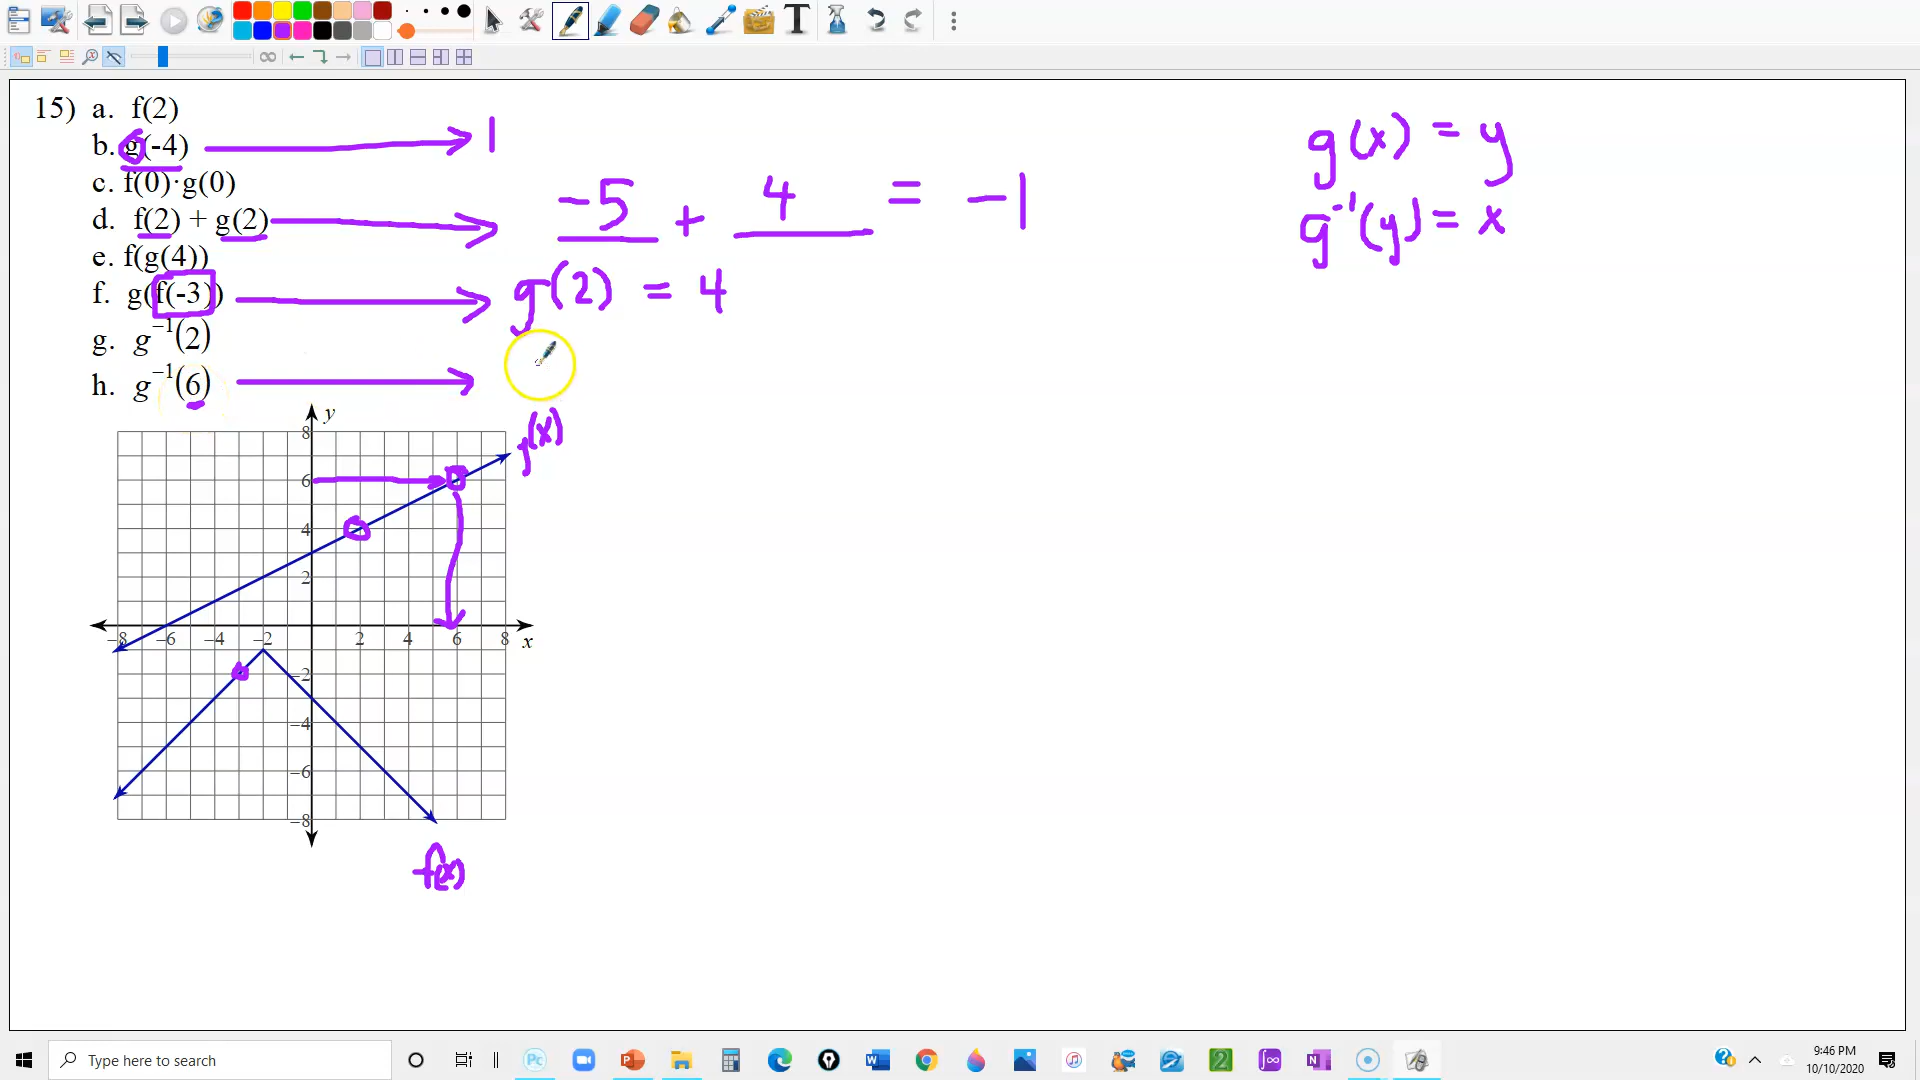 15) a. f(2)
b. g(-4) 1
c. f(0)·g(0)
d. f(2) + g(2) -5 + 4 = -1
e. f(g(4))
f. g(f(-3)) g(2) = 4
g. g⁻¹(2)
h. g⁻¹(6)
g(x) = y
g⁻¹(y) = x
y
g(x)
8
6
4
2
-8 -6 -4 -2 2 4 6 8 x
-2
-4
-6
-8
f(x)
Type here to search
9:46 PM
10/10/2020